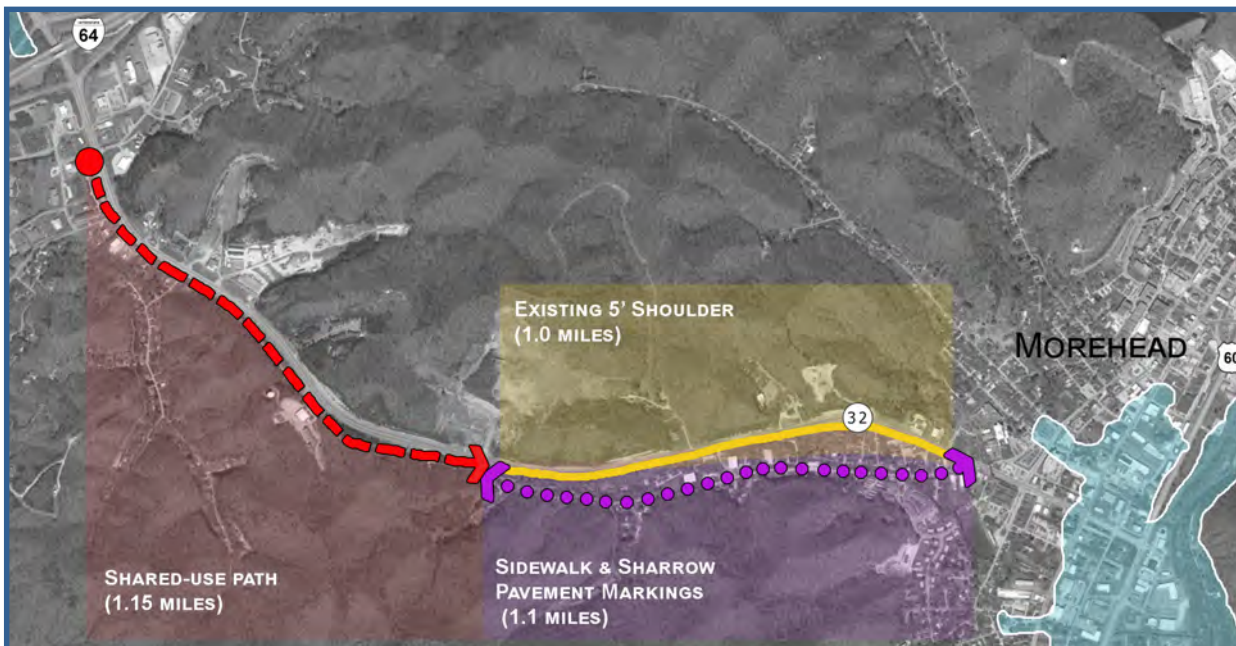 INTERSTATE
64
EXISTING 5' SHOULDER
(1.0 MILES)
MOREHEAD
60
32
SHARED-USE PATH
(1.15 MILES)
SIDEWALK & SHARROW
PAVEMENT MARKINGS
(1.1 MILES)